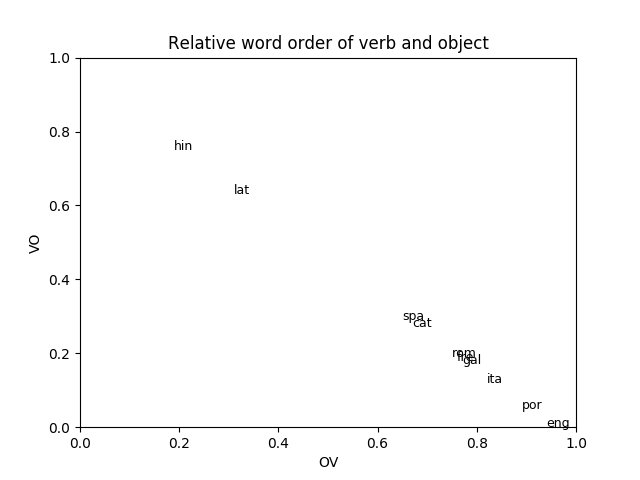 Relative word order of verb and object
1.0
0.8
0.6
0.4
0.2
0.0
VO
hin
lat
spa
cat
rom
fre
gal
ita
por
eng
0.0 0.2 0.4 0.6 0.8 1.0
OV